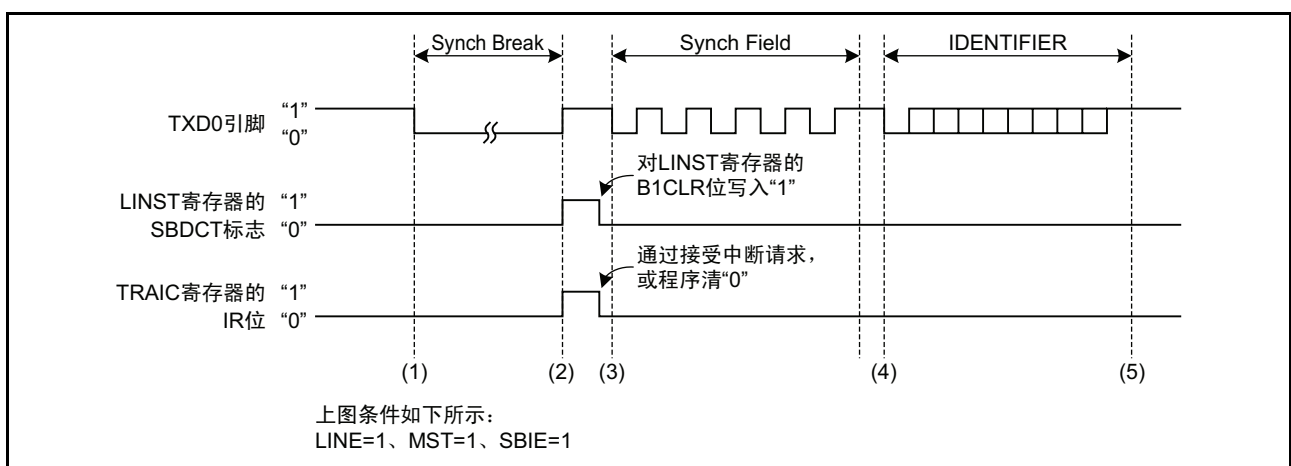 Synch Break
Synch Field
IDENTIFIER
TXD0引脚
“1”
“0”
对LINST寄存器的
B1CLR位写入“1”
LINST寄存器的 “1”
SBDCT标志 “0”
通过接受中断请求，
或程序清“0”
TRAIC寄存器的 “1”
IR位 “0”
(1) (2) (3) (4) (5)
上图条件如下所示：
LINE=1、MST=1、SBIE=1